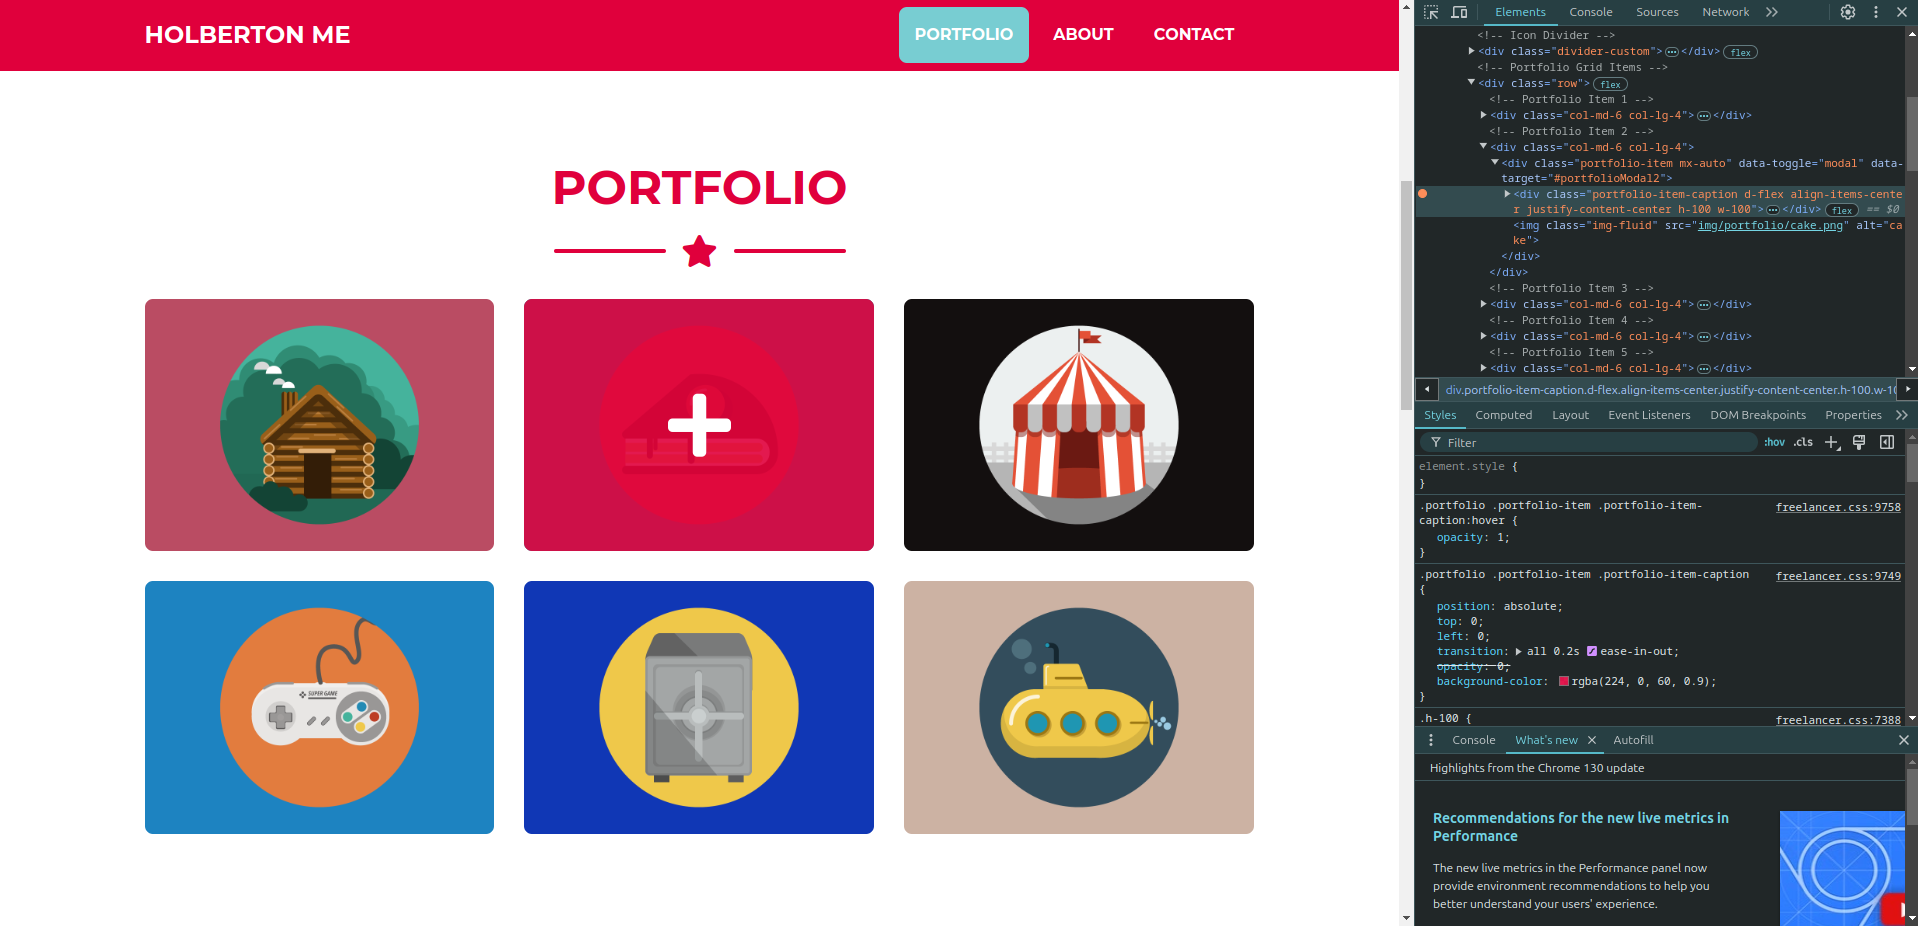 HOLBERTON ME
PORTFOLIO ABOUT CONTACT
PORTFOLIO
SUPER GAME
Elements Console Sources Network
<!-- Icon Divider -->
<div class="divider-custom">…</div> flex
<!-- Portfolio Grid Items -->
<div class="row"> flex
<!-- Portfolio Item 1 -->
<div class="col-md-6 col-lg-4">…</div>
<!-- Portfolio Item 2 -->
<div class="col-md-6 col-lg-4">
<div class="portfolio-item mx-auto" data-toggle="modal" data-
target="#portfolioModal2">
<div class="portfolio-item-caption d-flex align-items-cente
r justify-content-center h-100 w-100">…</div> flex == $0
<img class="img-fluid" src="img/portfolio/cake.png" alt="ca
ke">
</div>
</div>
<!-- Portfolio Item 3 -->
<div class="col-md-6 col-lg-4">…</div>
<!-- Portfolio Item 4 -->
<div class="col-md-6 col-lg-4">…</div>
<!-- Portfolio Item 5 -->
<div class="col-md-6 col-lg-4">…</div>
div.portfolio-item-caption.d-flex.align-items-center.justify-content-center.h-100.w-10
Styles Computed Layout Event Listeners DOM Breakpoints Properties
Filter :hov .cls
element.style {
}
.portfolio .portfolio-item .portfolio-item- freelancer.css:9758
caption:hover {
opacity: 1;
}
.portfolio .portfolio-item .portfolio-item-caption freelancer.css:9749
{
position: absolute;
top: 0;
left: 0;
transition: all 0.2s ease-in-out;
opacity: 0;
background-color: rgba(224, 0, 60, 0.9);
}
.h-100 { freelancer.css:7388
Console What's new Autofill
Highlights from the Chrome 130 update
Recommendations for the new live metrics in
Performance
The new live metrics in the Performance panel now
provide environment recommendations to help you
better understand your users' experience.